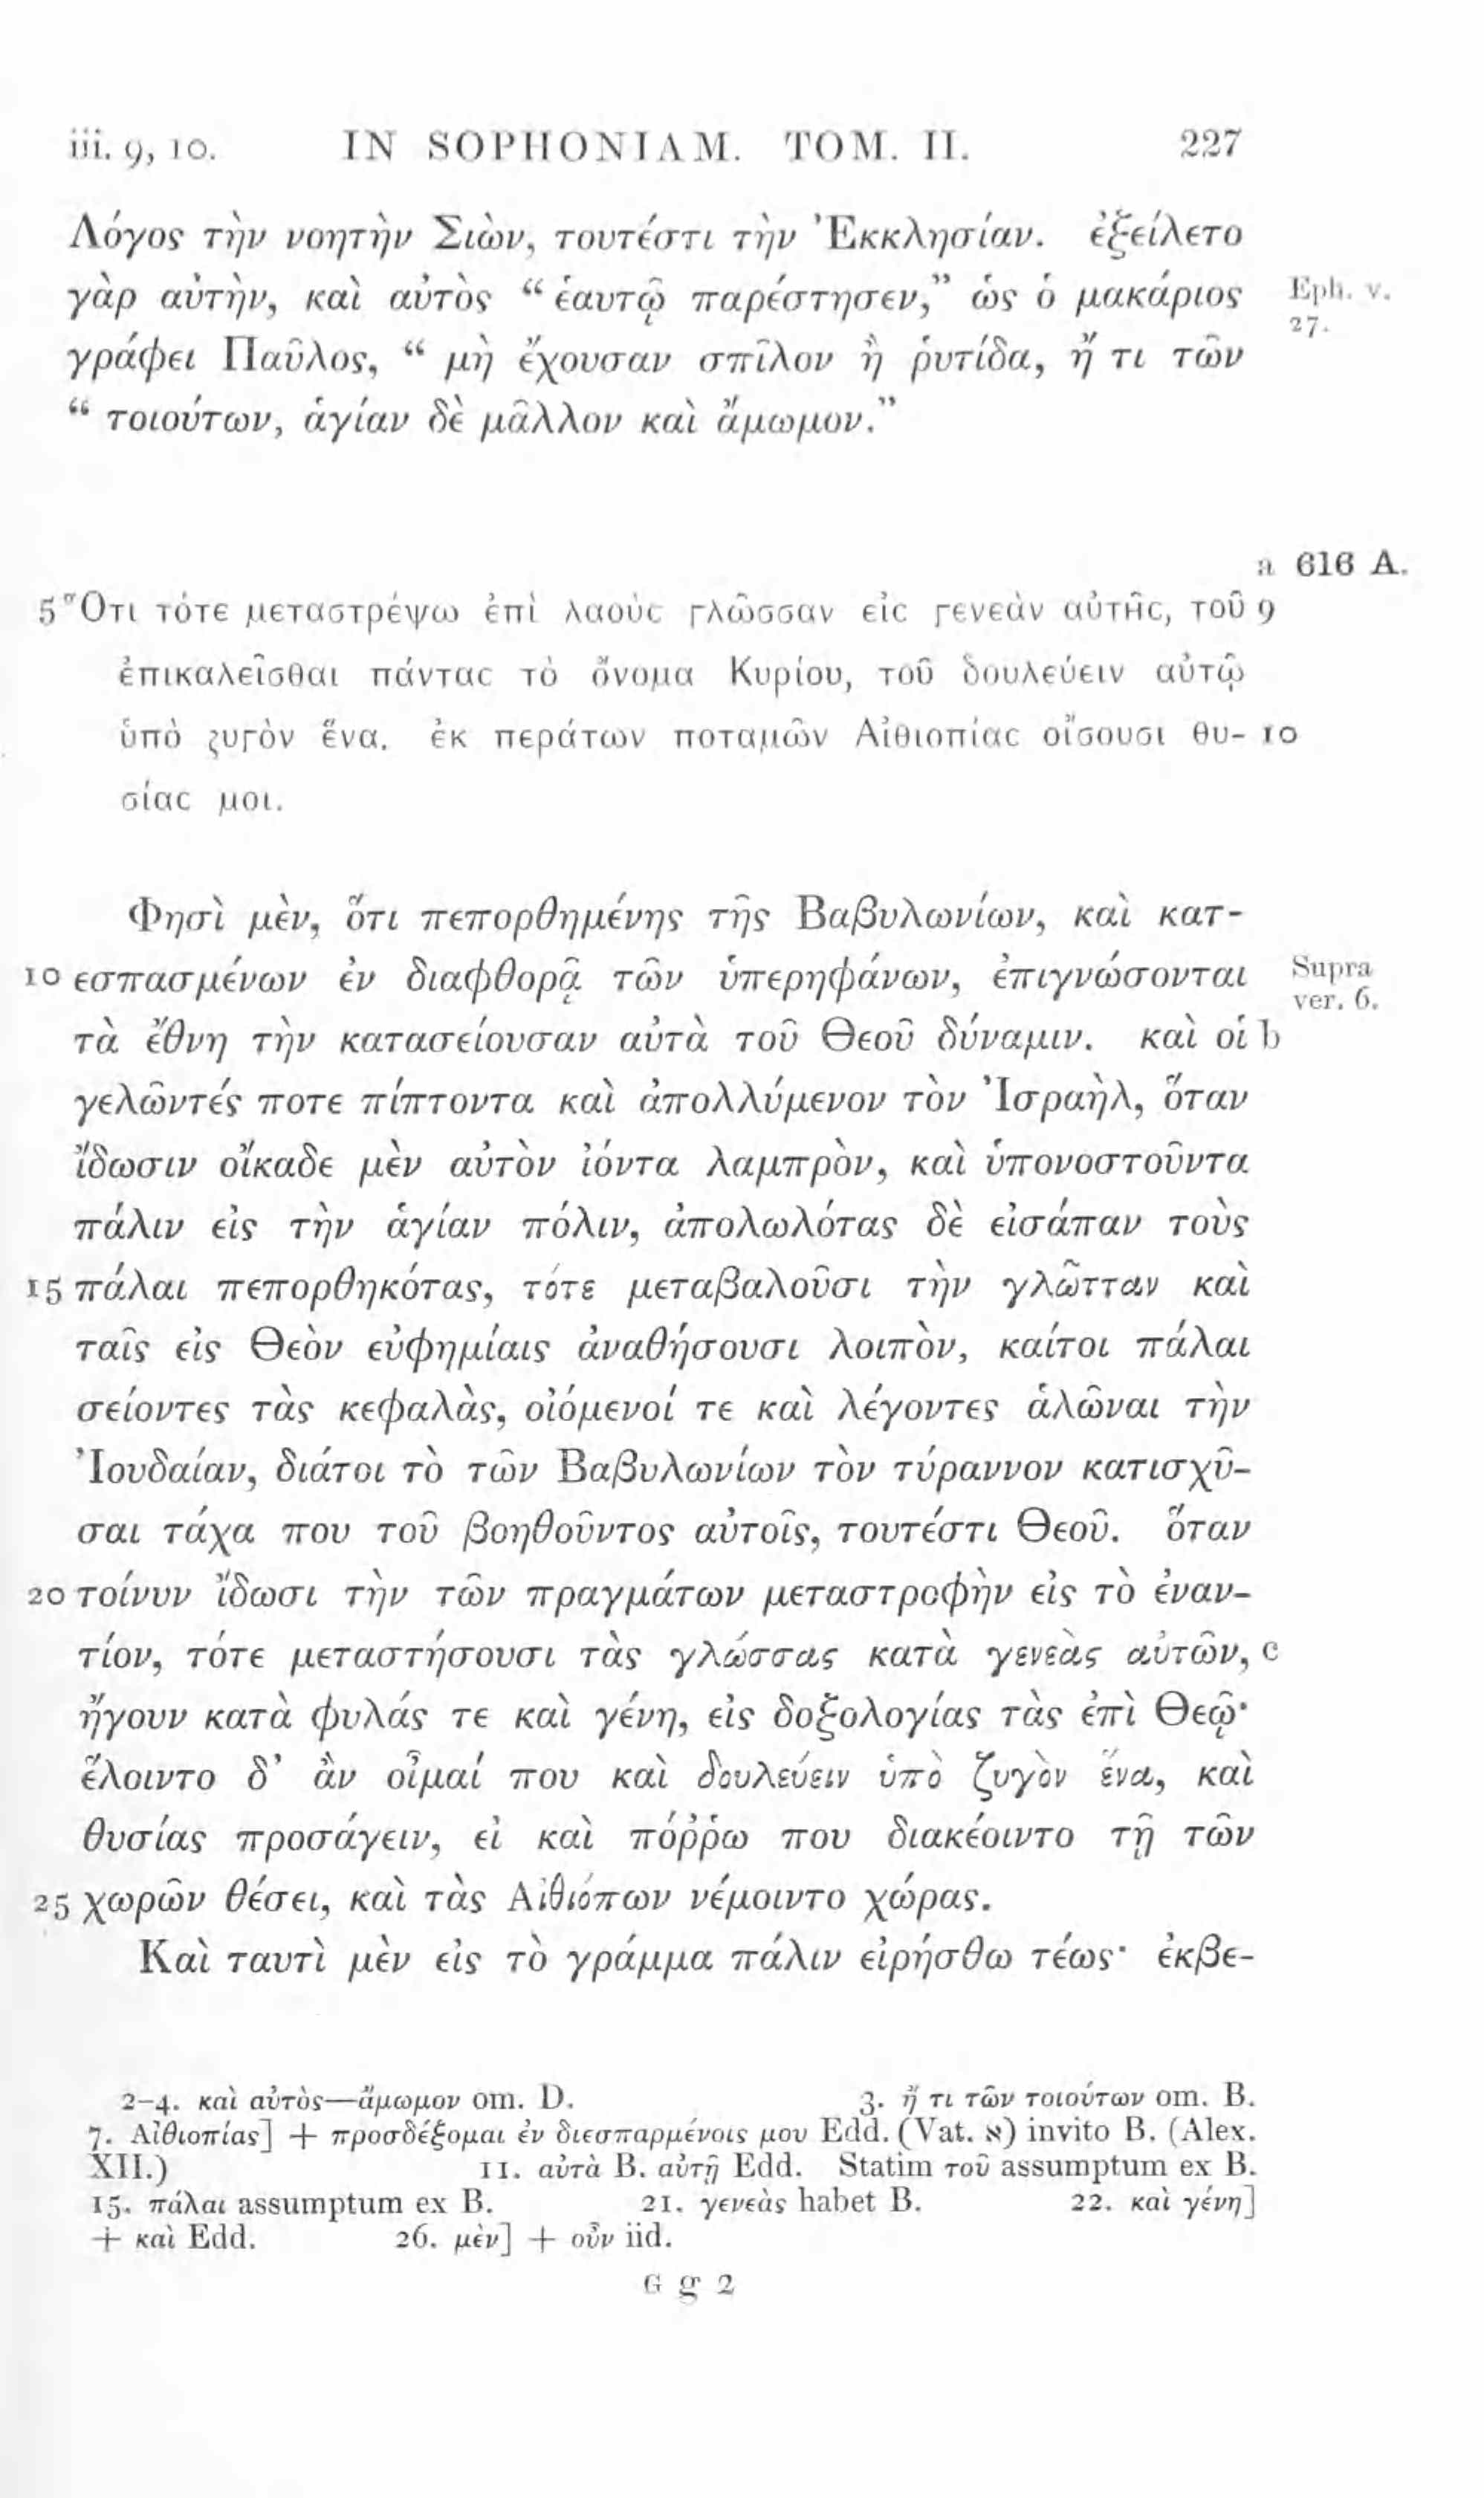 iii. 9, 10. IN SOPHONIAM. TOM. II. 227
Λόγος τὴν νοητὴν Σιὼν, τουτέστι τὴν Ἐκκλησίαν. ἐξείλετο
γὰρ αὐτὴν, καὶ αὐτὸς “ ἑαυτῷ παρέστησεν,” ὡς ὁ μακάριος Eph. v.
27.
γράφει Παῦλος, “ μὴ ἔχουσαν σπῖλον ἢ ῥυτίδα, ἤ τι τῶν
“ τοιούτων, ἁγίαν δὲ μᾶλλον καὶ ἄμωμον.”
a 616 A.
5 Ὅτι τότε μεταστρέψω ἐπὶ λαοὺς γλῶσσαν εἰς γενεὰν αὐτῆς, τοῦ 9
ἐπικαλεῖσθαι πάντας τὸ ὄνομα Κυρίου, τοῦ δουλεύειν αὐτῷ
ὑπὸ ζυγὸν ἕνα. ἐκ περάτων ποταμῶν Αἰθιοπίας οἴσουσι θυ- 10
σίας μοι.
Φησὶ μὲν, ὅτι πεπορθημένης τῆς Βαβυλωνίων, καὶ κατ-
10 εσπασμένων ἐν διαφθορᾷ τῶν ὑπερηφάνων, ἐπιγνώσονται Supra
ver. 6.
τὰ ἔθνη τὴν κατασείουσαν αὐτὰ τοῦ Θεοῦ δύναμιν. καὶ οἱ b
γελῶντές ποτε πίπτοντα καὶ ἀπολλύμενον τὸν Ἰσραὴλ, ὅταν
ἴδωσιν οἴκαδε μὲν αὐτὸν ἰόντα λαμπρὸν, καὶ ὑπονοστοῦντα
πάλιν εἰς τὴν ἁγίαν πόλιν, ἀπολωλότας δὲ εἰσάπαν τοὺς
15 πάλαι πεπορθηκότας, τότε μεταβαλοῦσι τὴν γλῶτταν καὶ
ταῖς εἰς Θεὸν εὐφημίαις ἀναθήσουσι λοιπὸν, καίτοι πάλαι
σείοντες τὰς κεφαλὰς, οἰόμενοί τε καὶ λέγοντες ἁλῶναι τὴν
Ἰουδαίαν, διάτοι τὸ τῶν Βαβυλωνίων τὸν τύραννον κατισχῦ-
σαι τάχα που τοῦ βοηθοῦντος αὐτοῖς, τουτέστι Θεοῦ. ὅταν
20 τοίνυν ἴδωσι τὴν τῶν πραγμάτων μεταστροφὴν εἰς τὸ ἐναν-
τίον, τότε μεταστήσουσι τὰς γλώσσας κατὰ γενεὰς αὐτῶν, c
ἤγουν κατὰ φυλάς τε καὶ γένη, εἰς δοξολογίας τὰς ἐπὶ Θεῷ·
ἕλοιντο δ’ ἂν οἶμαί που καὶ δουλεύειν ὑπὸ ζυγὸν ἕνα, καὶ
θυσίας προσάγειν, εἰ καὶ πόῤῥω που διακέοιντο τῇ τῶν
25 χωρῶν θέσει, καὶ τὰς Αἰθιόπων νέμοιντο χώρας.
Καὶ ταυτὶ μὲν εἰς τὸ γράμμα πάλιν εἰρήσθω τέως· ἐκβε-
2-4. καὶ αὐτὸς—ἄμωμον om. D. 3. ἤ τι τῶν τοιούτων om. B.
7. Αἰθιοπίας] + προσδέξομαι ἐν διεσπαρμένοις μου Edd. (Vat. א) invito B. (Alex.
XII.) 11. αὐτὰ B. αὐτῇ Edd. Statim τοῦ assumptum ex B.
15. πάλαι assumptum ex B. 21. γενεὰς habet B. 22. καὶ γένη]
+ καὶ Edd. 26. μὲν] + οὖν iid.
G g 2